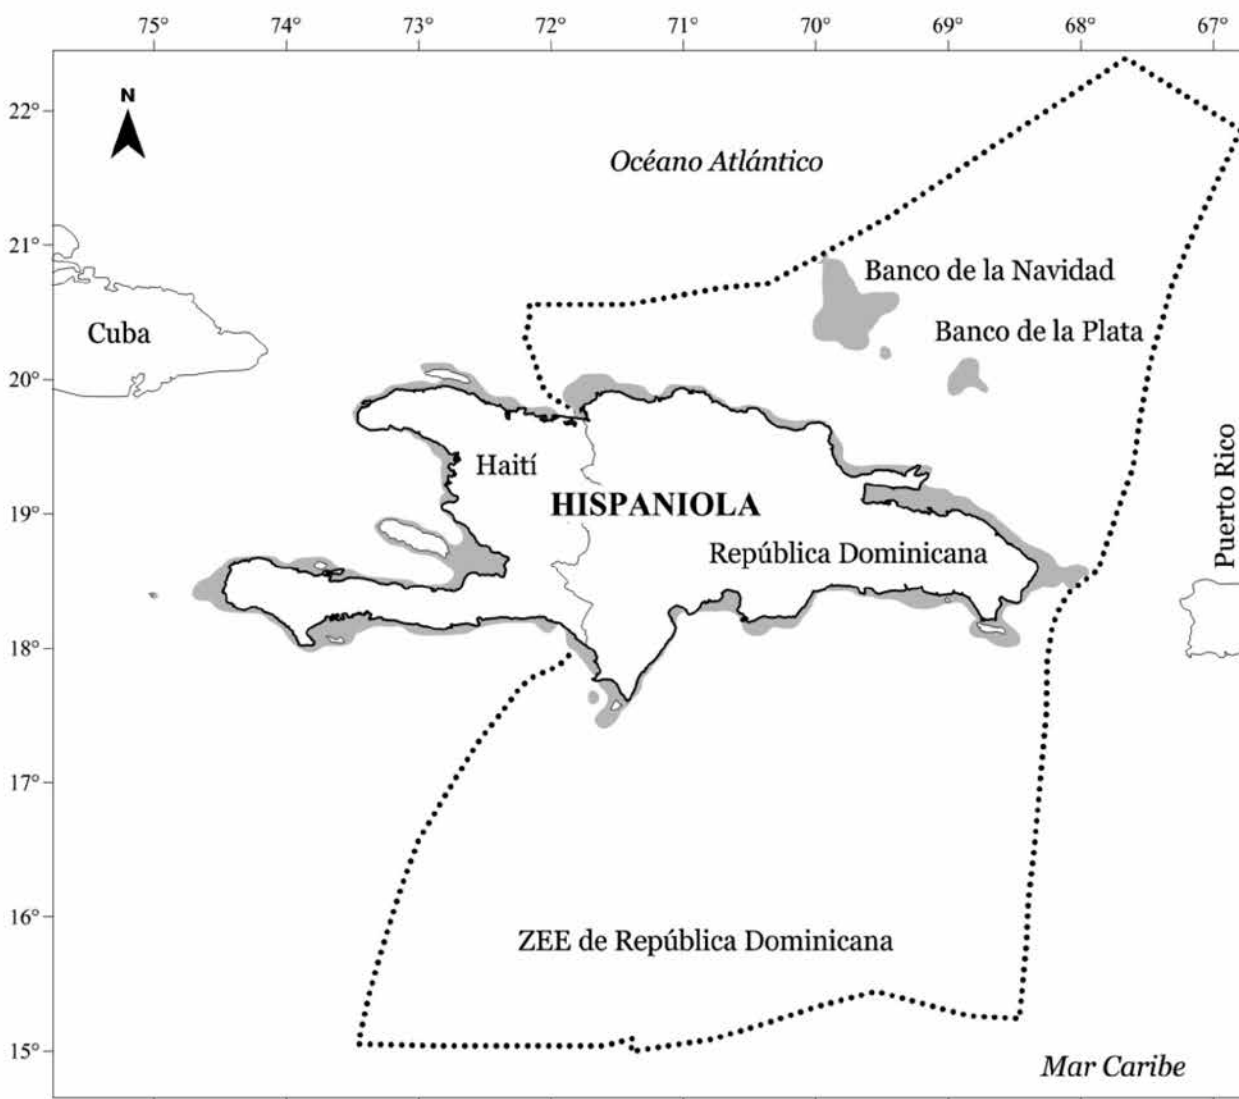 75° 74° 73° 72° 71° 70° 69° 68° 67°
N
22°
Océano Atlántico
21°
Banco de la Navidad
Cuba
Banco de la Plata
20°
Haití
Puerto Rico
HISPANIOLA
19°
República Dominicana
18°
17°
16°
ZEE de República Dominicana
15°
Mar Caribe